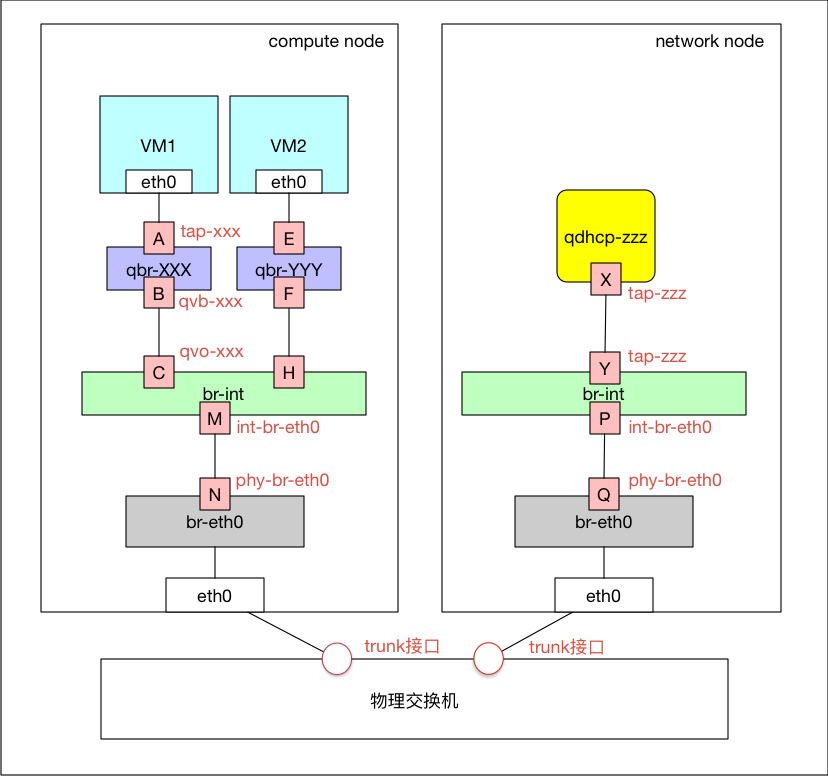 compute node
network node
VM1
VM2
eth0
eth0
A
tap-xxx
E
qbr-XXX
qbr-YYY
B
qvb-xxx
F
qvo-xxx
C
H
br-int
M
int-br-eth0
N
phy-br-eth0
br-eth0
eth0
qdhcp-zzz
X
tap-zzz
Y
tap-zzz
br-int
P
int-br-eth0
Q
phy-br-eth0
br-eth0
eth0
trunk接口
trunk接口
物理交换机